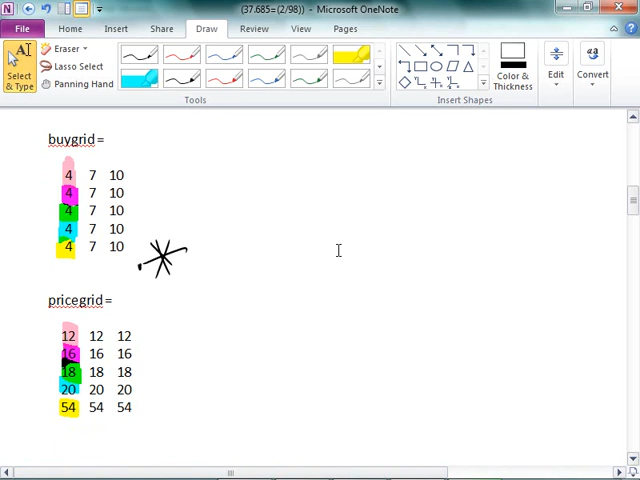 (37.685=(2/98)) - Microsoft OneNote
File Home Insert Share Draw Review View Pages
Select & Type
Eraser
Lasso Select
Panning Hand
Tools
Insert Shapes
Color & Thickness
Edit
Convert
buygrid =
4 7 10
4 7 10
4 7 10
4 7 10
4 7 10
.*
pricegrid =
12 12 12
16 16 16
18 18 18
20 20 20
54 54 54